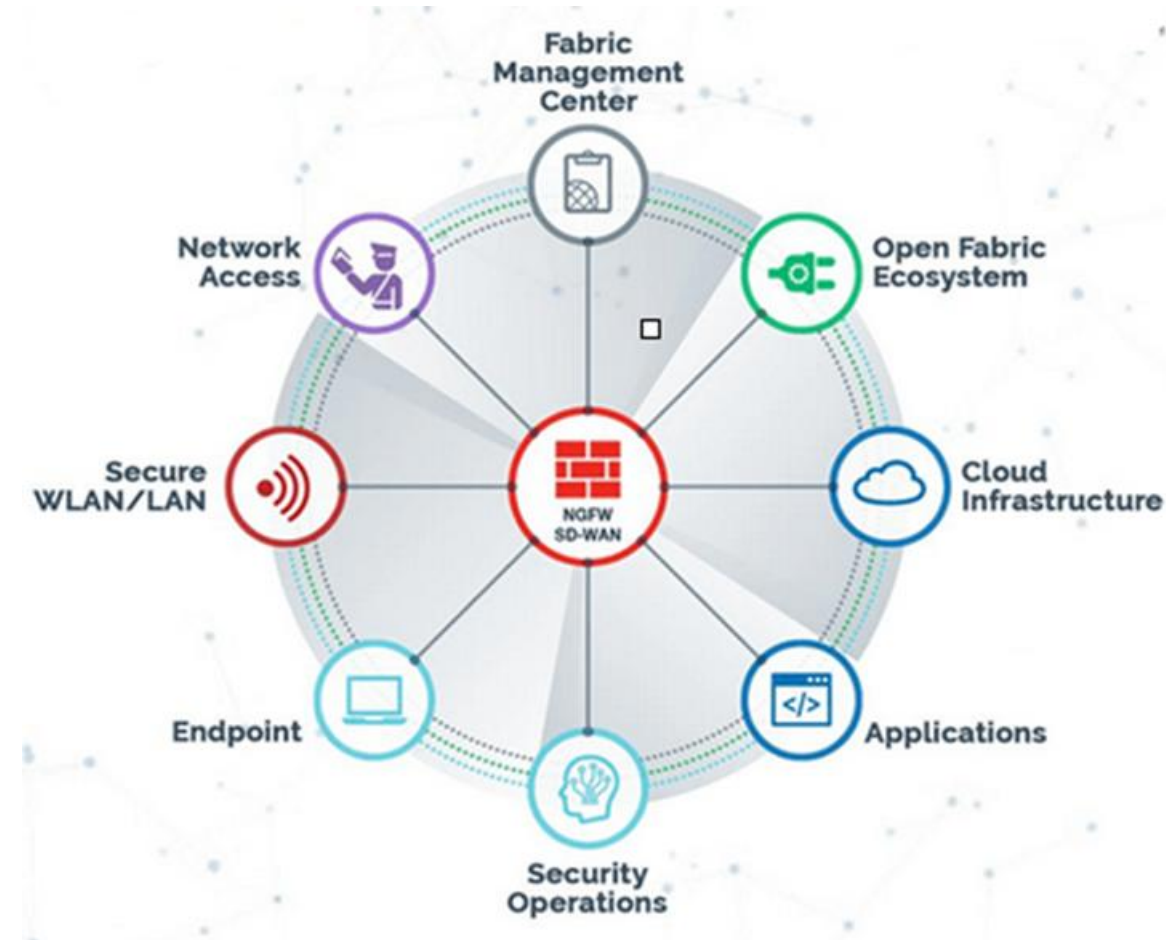 Fabric
Management
Center
Network
Access
Open Fabric
Ecosystem
Secure
WLAN/LAN
NGFW
SD-WAN
Cloud
Infrastructure
Endpoint
</>
Applications
Security
Operations